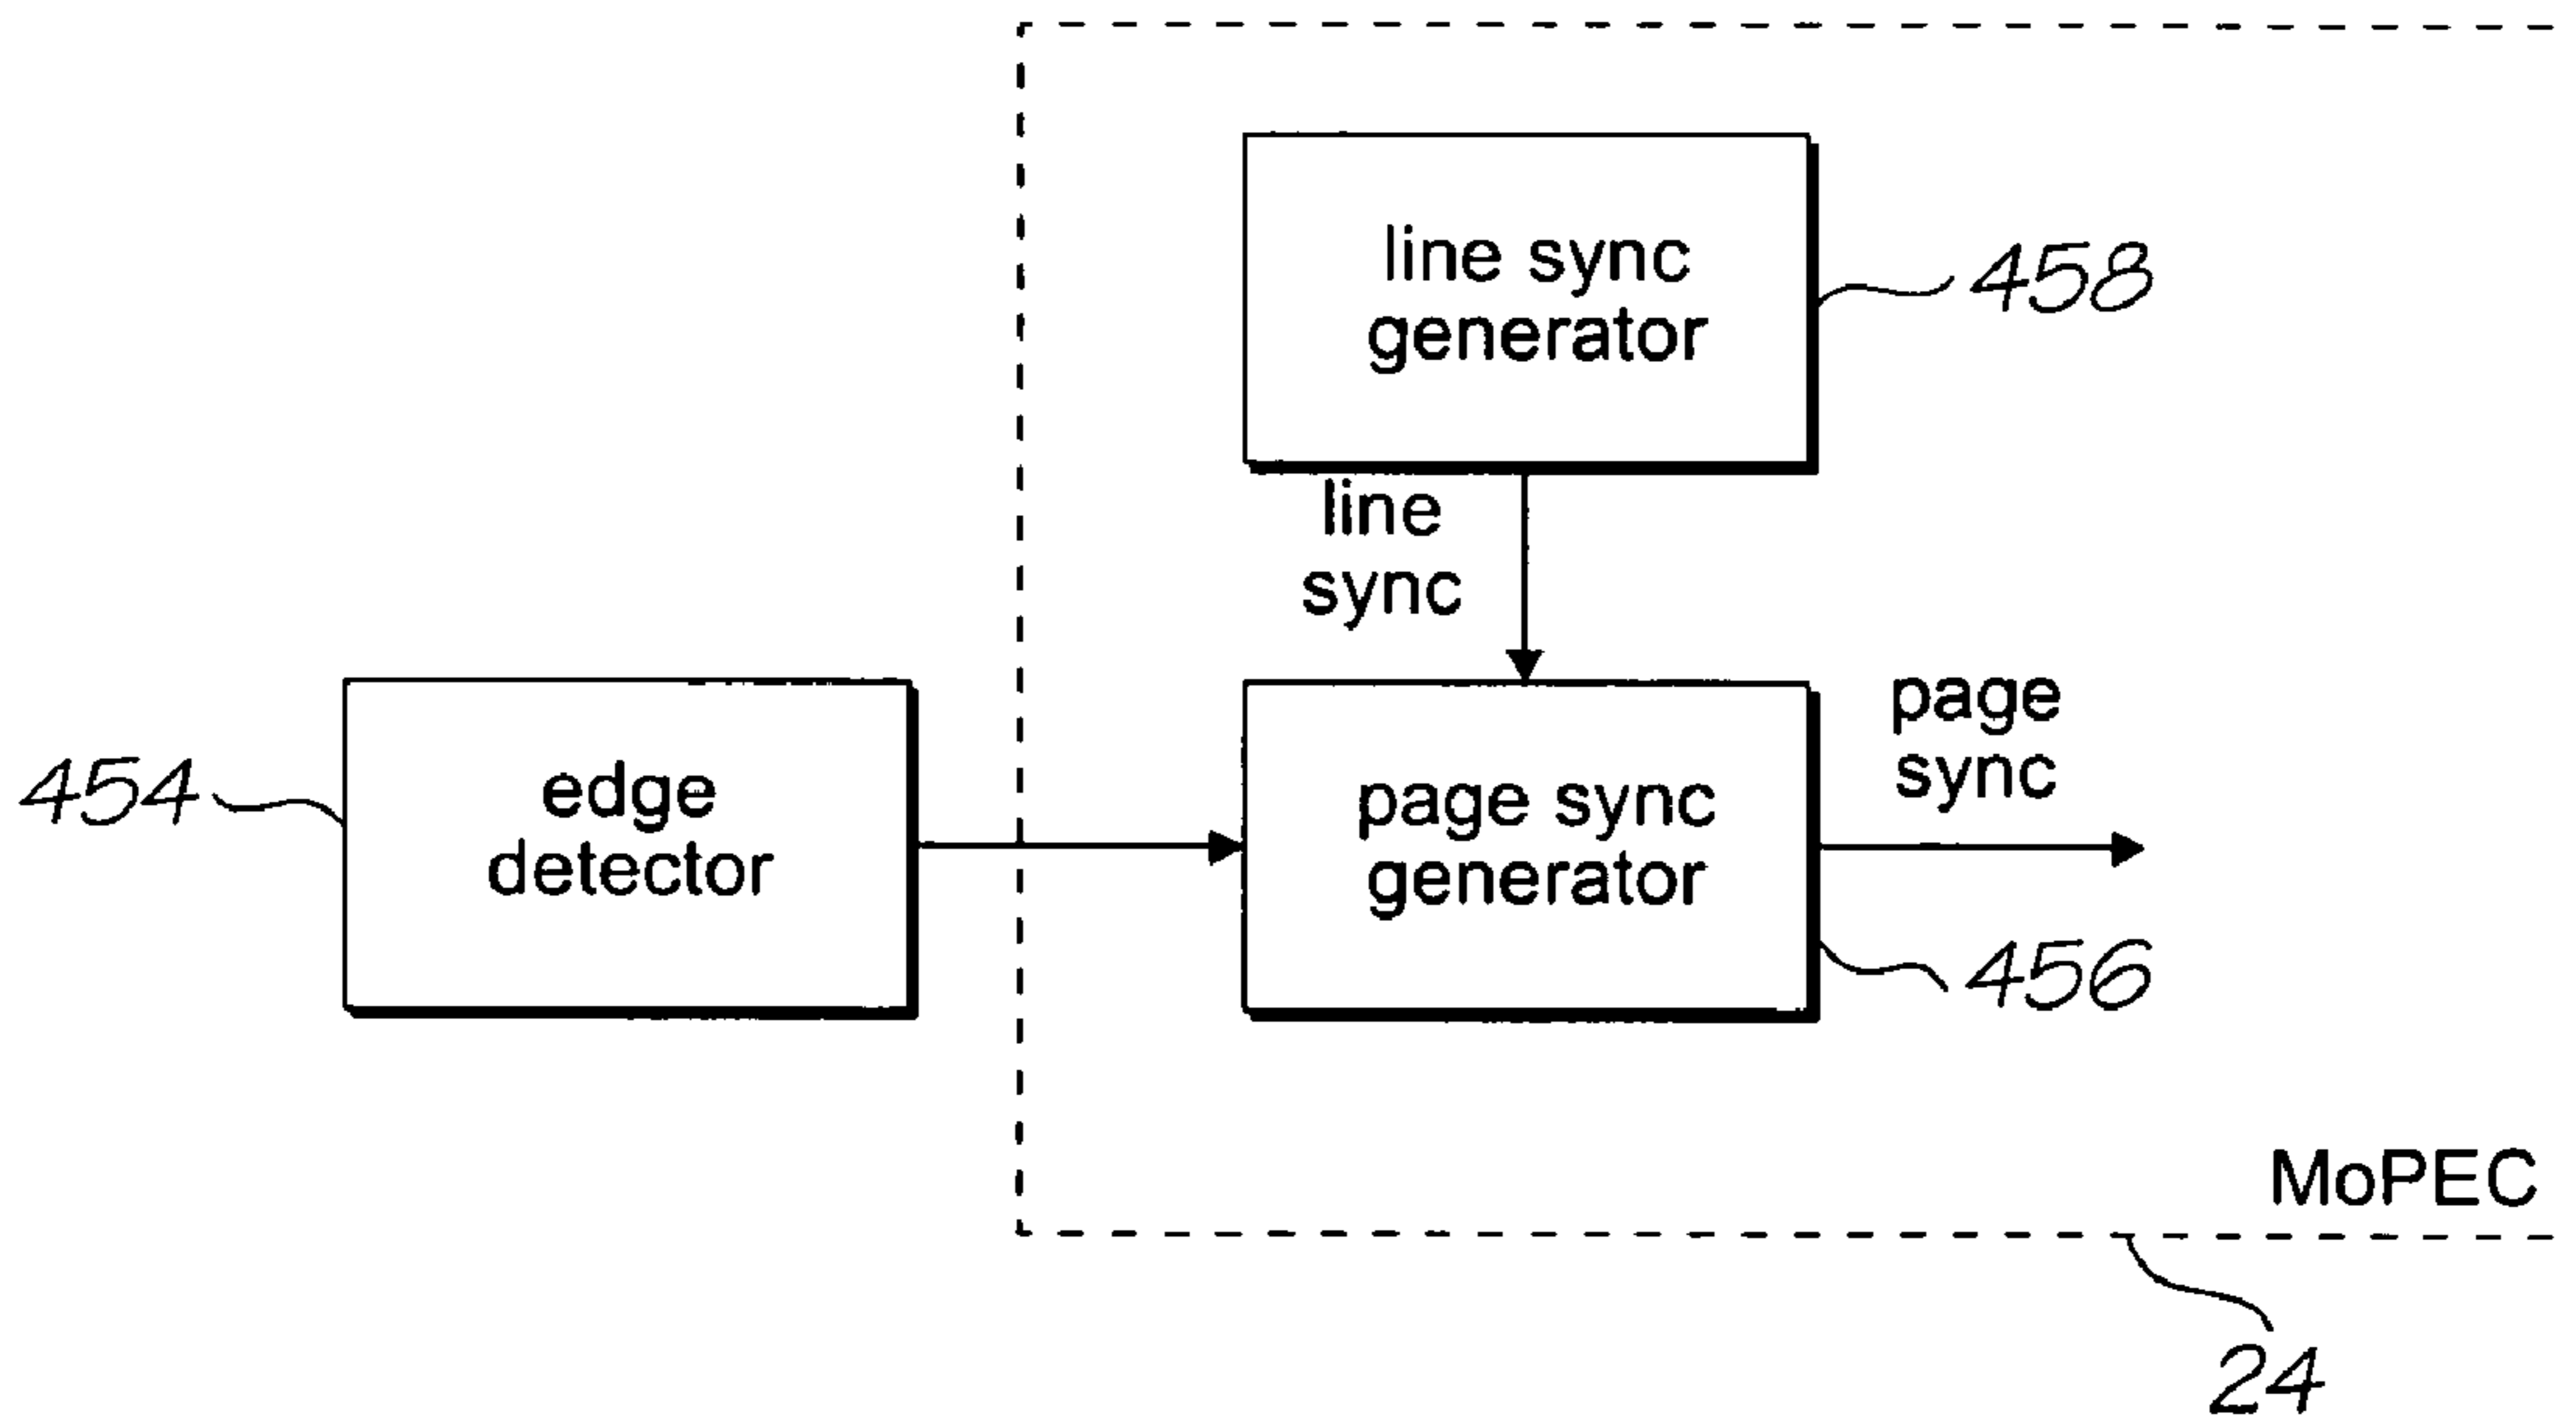 line sync
generator
458
line
sync
454
edge
detector
page sync
generator
page
sync
456
MoPEC
24